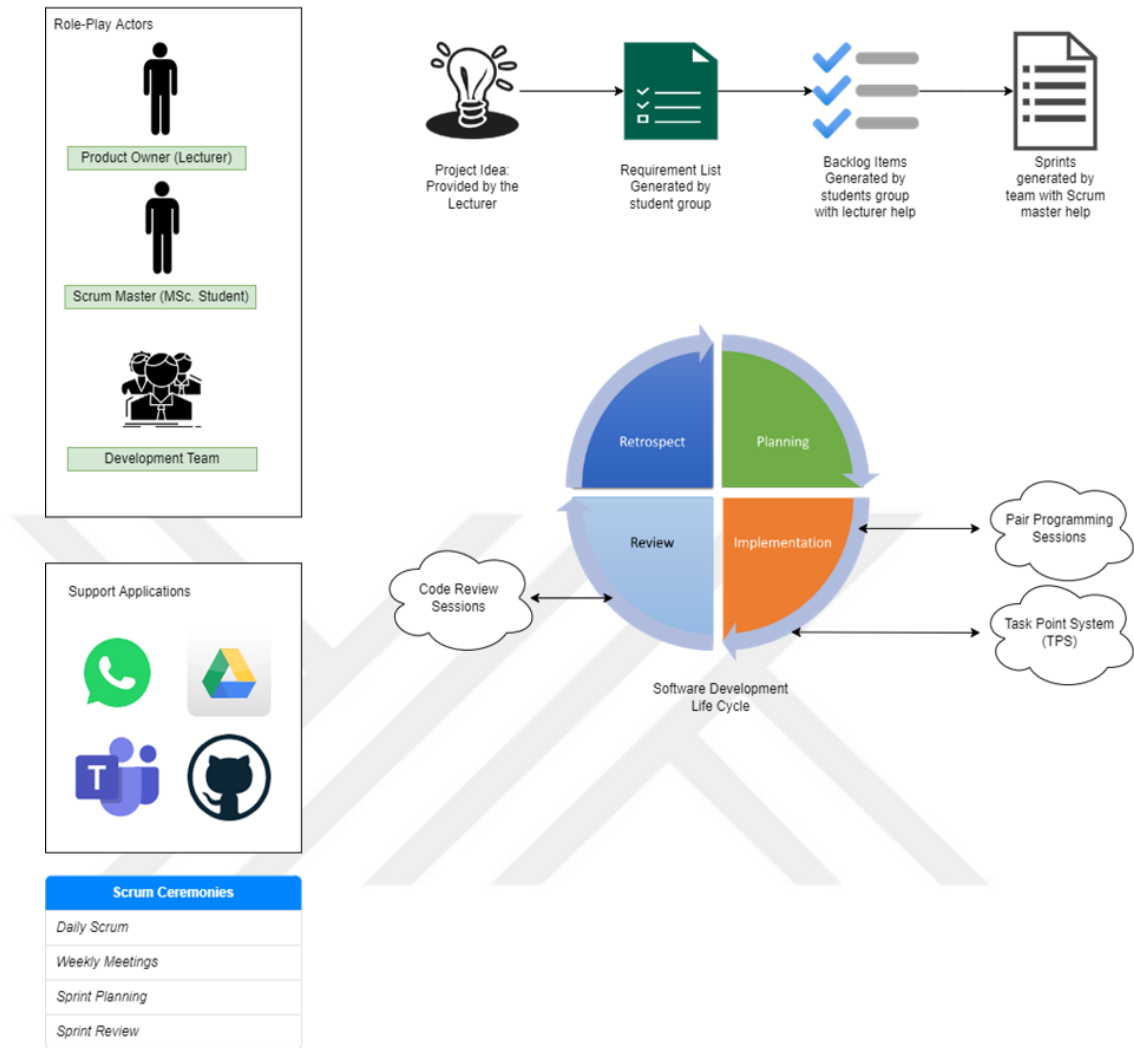 Role-Play Actors
Product Owner (Lecturer)
Scrum Master (MSc. Student)
Development Team
Project Idea:
Provided by the
Lecturer
Requirement List
Generated by
student group
Backlog Items
Generated by
students group
with lecturer help
Sprints
generated by
team with Scrum
master help
Retrospect
Planning
Review
Implementation
Pair Programming
Sessions
Code Review
Sessions
Task Point System
(TPS)
Software Development
Life Cycle
Support Applications
T
Scrum Ceremonies
Daily Scrum
Weekly Meetings
Sprint Planning
Sprint Review